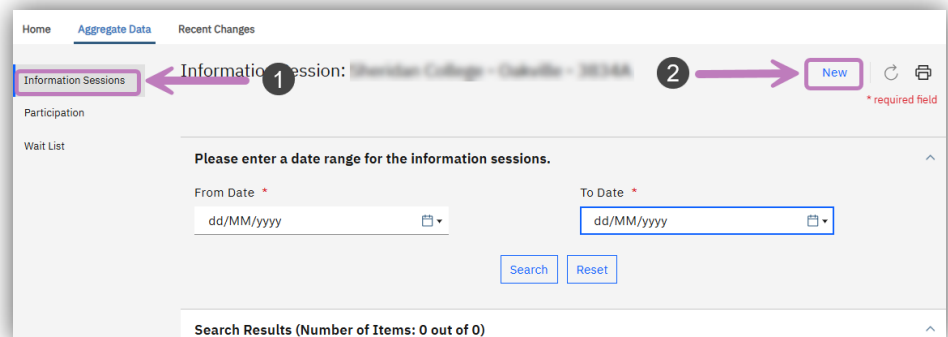 Home Aggregate Data Recent Changes
Information Sessions
Participation
Wait List
1
Information Session:
2
New
* required field
Please enter a date range for the information sessions.
From Date * To Date *
dd/MM/yyyy dd/MM/yyyy
Search Reset
Search Results (Number of Items: 0 out of 0)